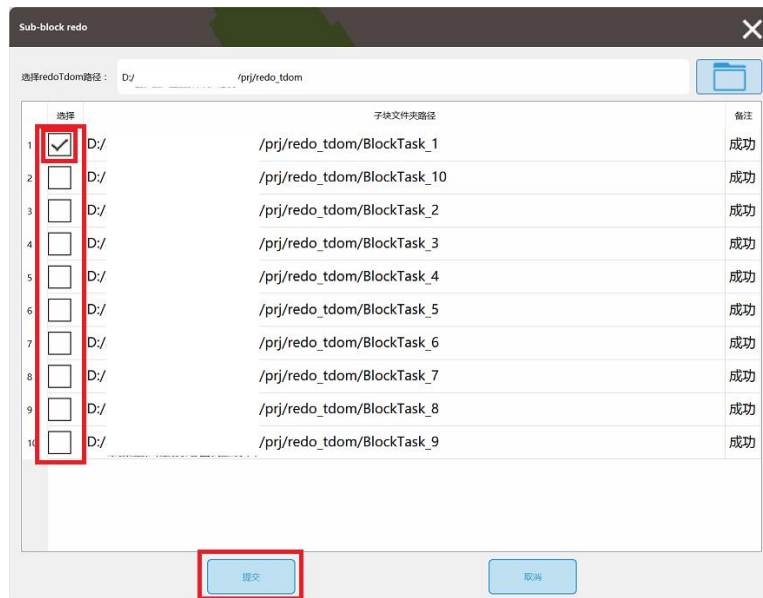 Sub-block redo
选择redoTdom路径： D:/ /prj/redo_tdom
选择 子块文件夹路径 备注
1 D:/ /prj/redo_tdom/BlockTask_1 成功
2 D:/ /prj/redo_tdom/BlockTask_10 成功
3 D:/ /prj/redo_tdom/BlockTask_2 成功
4 D:/ /prj/redo_tdom/BlockTask_3 成功
5 D:/ /prj/redo_tdom/BlockTask_4 成功
6 D:/ /prj/redo_tdom/BlockTask_5 成功
7 D:/ /prj/redo_tdom/BlockTask_6 成功
8 D:/ /prj/redo_tdom/BlockTask_7 成功
9 D:/ /prj/redo_tdom/BlockTask_8 成功
10 D:/ /prj/redo_tdom/BlockTask_9 成功
提交 取消